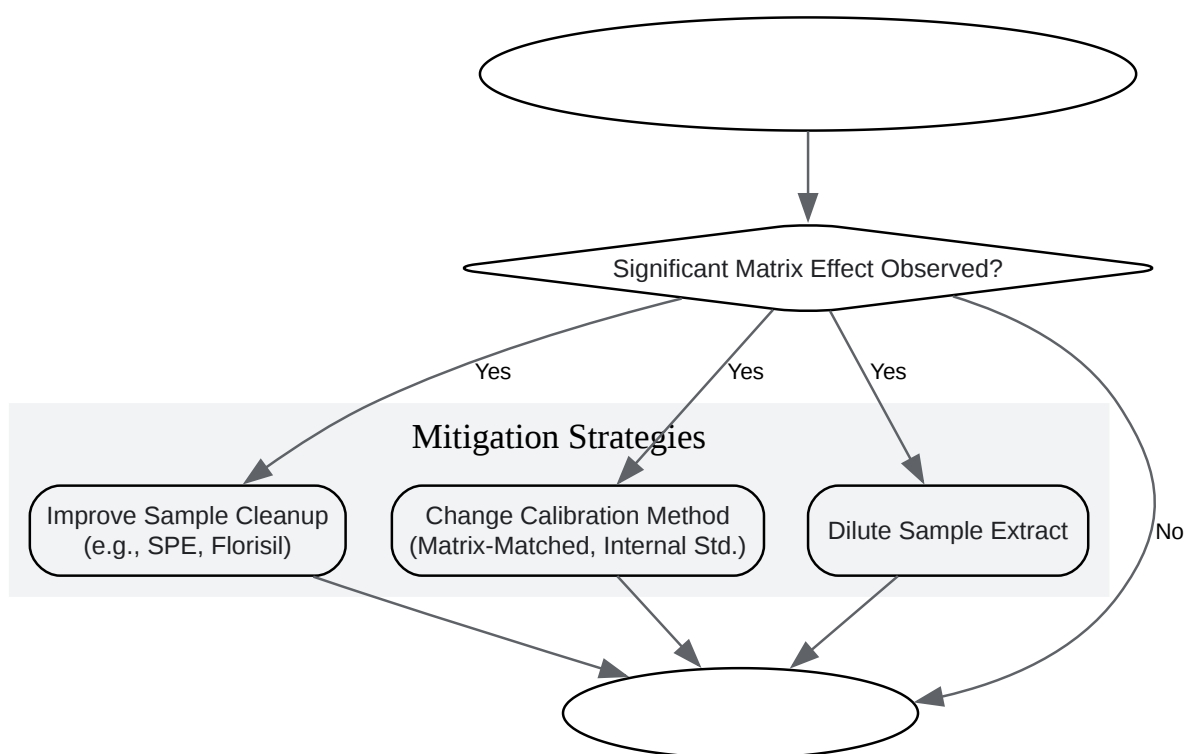 Significant Matrix Effect Observed?
Yes
Yes
Yes
Mitigation Strategies
Improve Sample Cleanup
(e.g., SPE, Florisil)
Change Calibration Method
(Matrix-Matched, Internal Std.)
Dilute Sample Extract
No